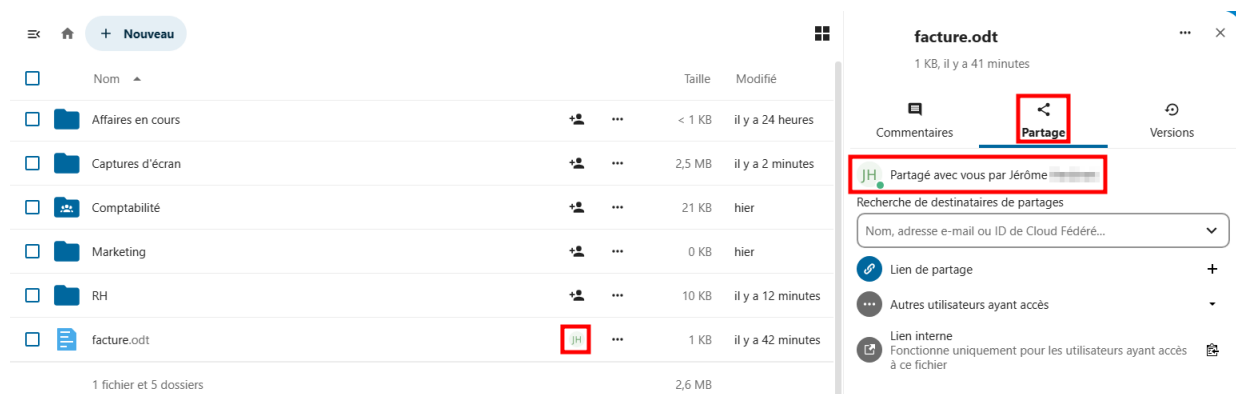 + Nouveau
Nom Taille Modifié
Affaires en cours < 1 KB il y a 24 heures
Captures d'écran 2,5 MB il y a 2 minutes
Comptabilité 21 KB hier
Marketing 0 KB hier
RH 10 KB il y a 12 minutes
facture.odt JH 1 KB il y a 42 minutes
1 fichier et 5 dossiers 2,6 MB
facture.odt
1 KB, il y a 41 minutes
Commentaires Partage Versions
JH Partagé avec vous par Jérôme
Recherche de destinataires de partages
Nom, adresse e-mail ou ID de Cloud Fédéré...
Lien de partage
Autres utilisateurs ayant accès
Lien interne
Fonctionne uniquement pour les utilisateurs ayant accès
à ce fichier